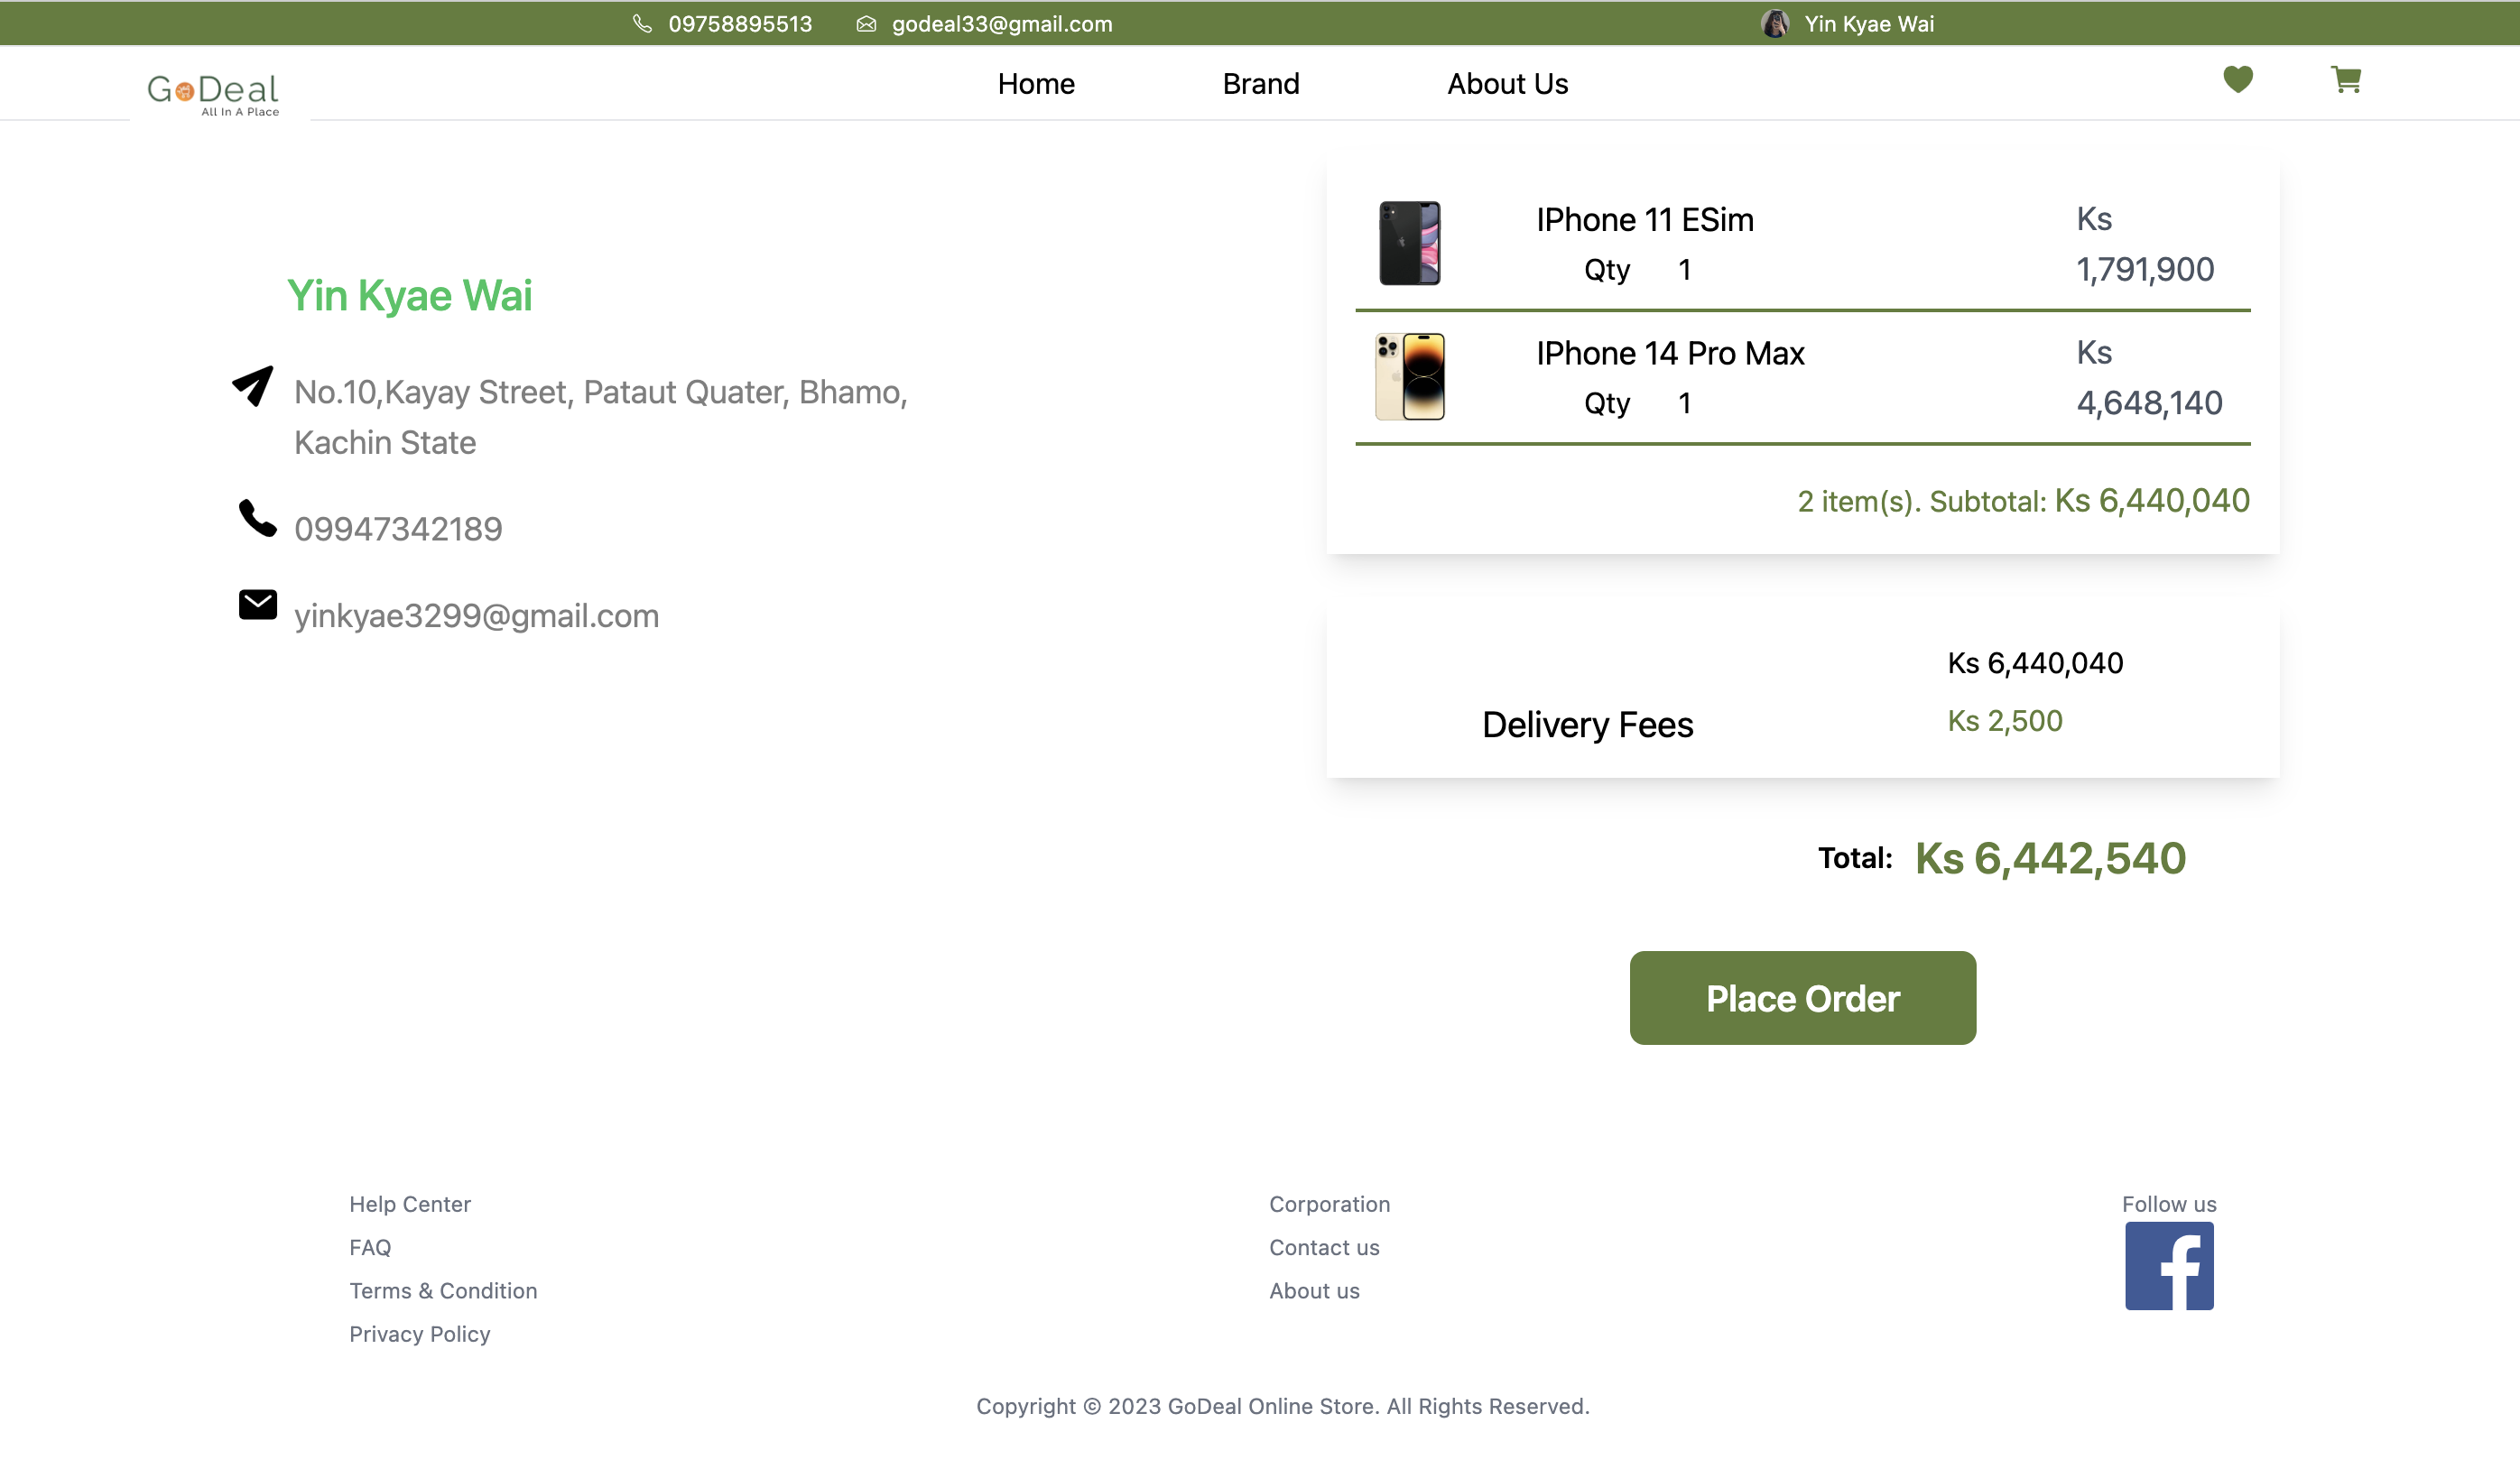 09758895513 godeal33@gmail.com Yin Kyae Wai
GoDeal
All In A Place
Home Brand About Us
Yin Kyae Wai
No.10,Kayay Street, Pataut Quater, Bhamo,
Kachin State
09947342189
yinkyae3299@gmail.com
IPhone 11 ESim Ks
Qty 1 1,791,900
IPhone 14 Pro Max Ks
Qty 1 4,648,140
2 item(s). Subtotal: Ks 6,440,040
Ks 6,440,040
Delivery Fees Ks 2,500
Total: Ks 6,442,540
Place Order
Help Center
FAQ
Terms & Condition
Privacy Policy
Corporation
Contact us
About us
Follow us
Copyright © 2023 GoDeal Online Store. All Rights Reserved.